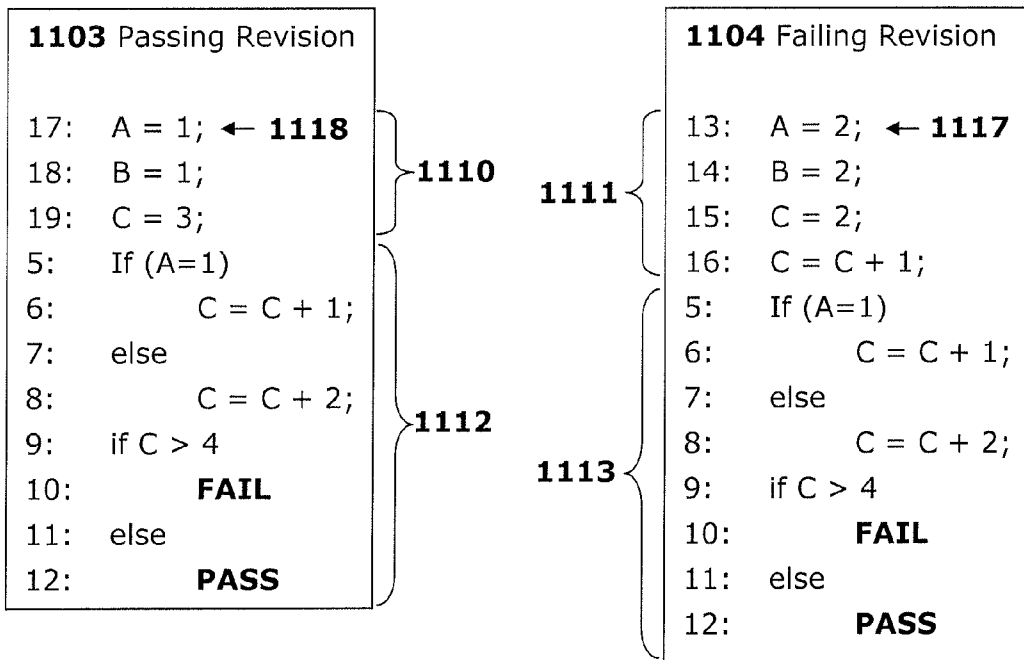 1103 Passing Revision
17: A = 1; ← 1118
18: B = 1;
19: C = 3;
1110
5: If (A=1)
6: C = C + 1;
7: else
8: C = C + 2;
9: if C > 4
10: FAIL
11: else
12: PASS
1112
1104 Failing Revision
13: A = 2; ← 1117
14: B = 2;
15: C = 2;
16: C = C + 1;
1111
5: If (A=1)
6: C = C + 1;
7: else
8: C = C + 2;
9: if C > 4
10: FAIL
11: else
12: PASS
1113